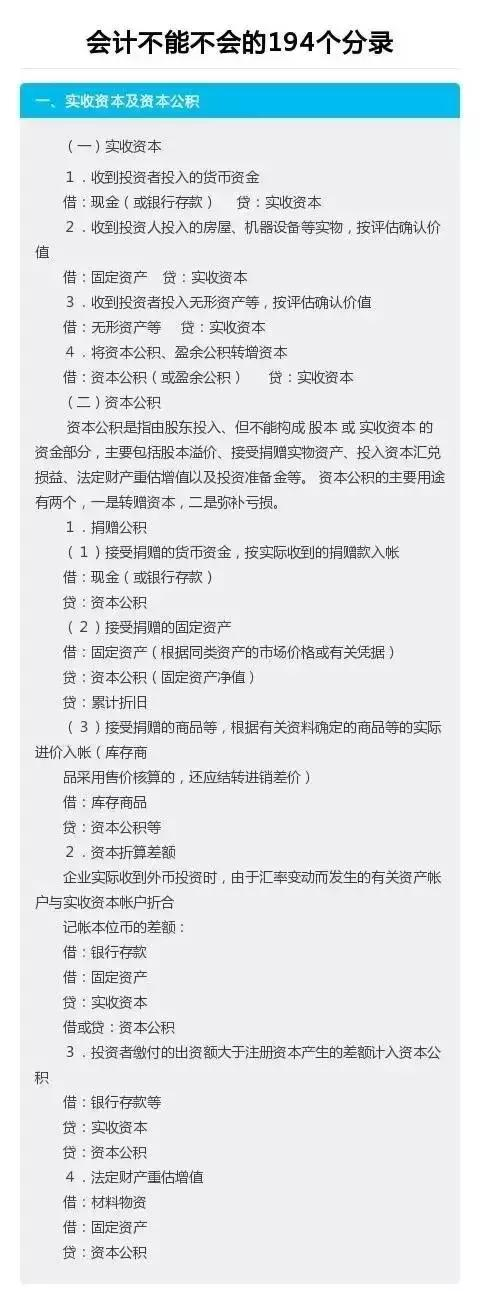 会计不能不会的194个分录
一、实收资本及资本公积
（一）实收资本
１．收到投资者投入的货币资金
借：现金（或银行存款） 贷：实收资本
２．收到投资人投入的房屋、机器设备等实物，按评估确认价
值
借：固定资产 贷：实收资本
３．收到投资者投入无形资产等，按评估确认价值
借：无形资产等 贷：实收资本
４．将资本公积、盈余公积转增资本
借：资本公积（或盈余公积） 贷：实收资本
（二）资本公积
资本公积是指由股东投入、但不能构成 股本 或 实收资本 的
资金部分，主要包括股本溢价、接受捐赠实物资产、投入资本汇兑
损益、法定财产重估增值以及投资准备金等。 资本公积的主要用途
有两个，一是转赠资本，二是弥补亏损。
１．捐赠公积
（１）接受捐赠的货币资金，按实际收到的捐赠款入帐
借：现金（或银行存款）
贷：资本公积
（２）接受捐赠的固定资产
借：固定资产（根据同类资产的市场价格或有关凭据）
贷：资本公积（固定资产净值）
贷：累计折旧
（３）接受捐赠的商品等，根据有关资料确定的商品等的实际
进价入帐（库存商
品采用售价核算的，还应结转进销差价）
借：库存商品
贷：资本公积等
２．资本折算差额
企业实际收到外币投资时，由于汇率变动而发生的有关资产帐
户与实收资本帐户折合
记帐本位币的差额：
借：银行存款
借：固定资产
贷：实收资本
借或贷：资本公积
３．投资者缴付的出资额大于注册资本产生的差额计入资本公
积
借：银行存款等
贷：实收资本
贷：资本公积
４．法定财产重估增值
借：材料物资
借：固定资产
贷：资本公积